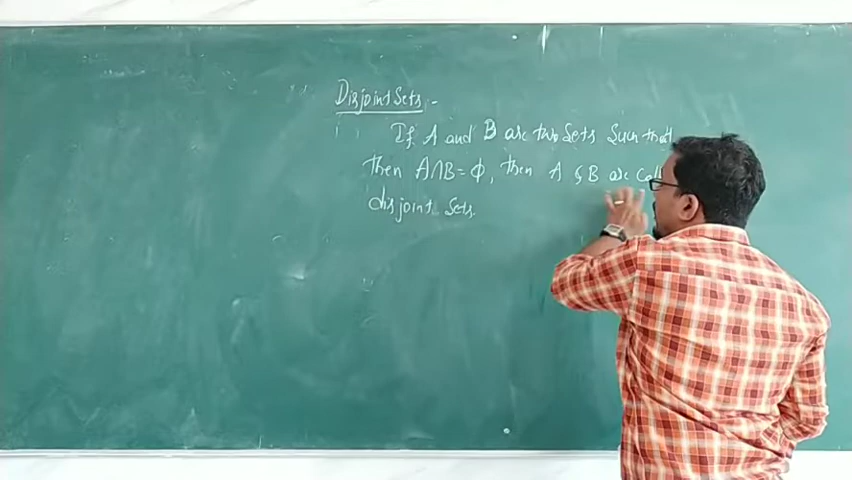 Disjoint Sets :-
If A and B are two Sets Such that
then A∩B = ϕ, then A & B are Call
disjoint Sets.